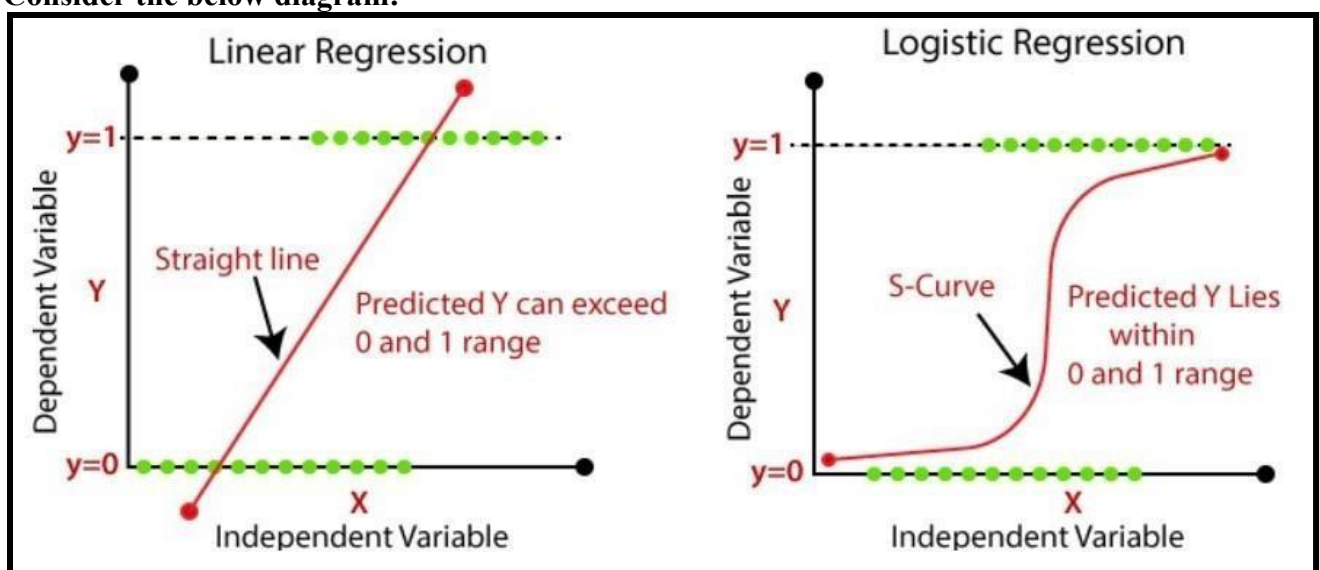 Consider the below diagram:
Linear Regression
y=1
Dependent Variable
Y
Straight line
Predicted Y can exceed
0 and 1 range
y=0
X
Independent Variable
Logistic Regression
y=1
Dependent Variable
Y
S-Curve
Predicted Y Lies
within
0 and 1 range
y=0
X
Independent Variable